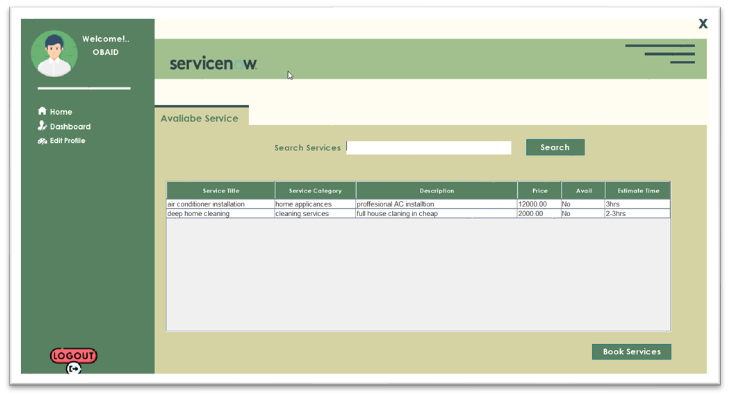 X
Welcome!..
OBAID
servicenow.
Home
Dashboard
Edit Profile
Availabe Service
Search Services
Search
Service Title Service Category Description Price Avail Estimate Time
air conditioner installation home applicances proffesional AC installtion 12000.00 No 3hrs
deep home cleaning cleaning services full house claning in cheap 2000.00 No 2-3hrs
Book Services
LOGOUT